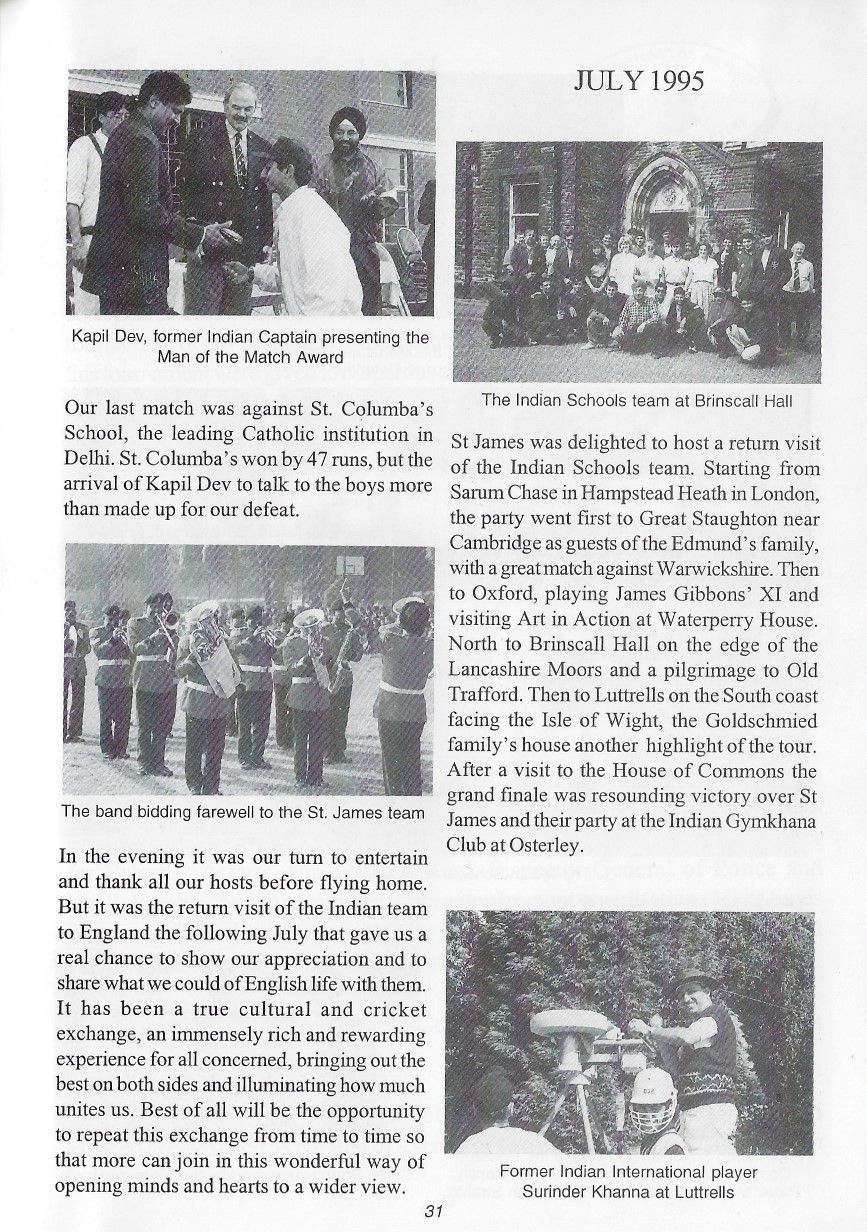 JULY 1995
Kapil Dev, former Indian Captain presenting the
Man of the Match Award
Our last match was against St. Columba's
School, the leading Catholic institution in
Delhi. St. Columba's won by 47 runs, but the
arrival of Kapil Dev to talk to the boys more
than made up for our defeat.
The band bidding farewell to the St. James team
In the evening it was our turn to entertain
and thank all our hosts before flying home.
But it was the return visit of the Indian team
to England the following July that gave us a
real chance to show our appreciation and to
share what we could of English life with them.
It has been a true cultural and cricket
exchange, an immensely rich and rewarding
experience for all concerned, bringing out the
best on both sides and illuminating how much
unites us. Best of all will be the opportunity
to repeat this exchange from time to time so
that more can join in this wonderful way of
opening minds and hearts to a wider view.
The Indian Schools team at Brinscall Hall
St James was delighted to host a return visit
of the Indian Schools team. Starting from
Sarum Chase in Hampstead Heath in London,
the party went first to Great Staughton near
Cambridge as guests of the Edmund's family,
with a great match against Warwickshire. Then
to Oxford, playing James Gibbons' XI and
visiting Art in Action at Waterperry House.
North to Brinscall Hall on the edge of the
Lancashire Moors and a pilgrimage to Old
Trafford. Then to Luttrells on the South coast
facing the Isle of Wight, the Goldschmied
family's house another highlight of the tour.
After a visit to the House of Commons the
grand finale was resounding victory over St
James and their party at the Indian Gymkhana
Club at Osterley.
Former Indian International player
Surinder Khanna at Luttrells
31